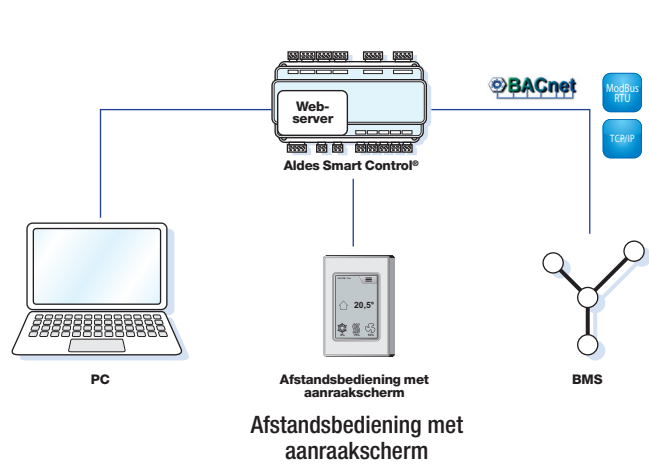 Web-
server
BACnet
ModBus
RTU
TCP/IP
Aldes Smart Control®
20,5°
PC
Afstandsbediening met
aanraakscherm
BMS
Afstandsbediening met
aanraakscherm